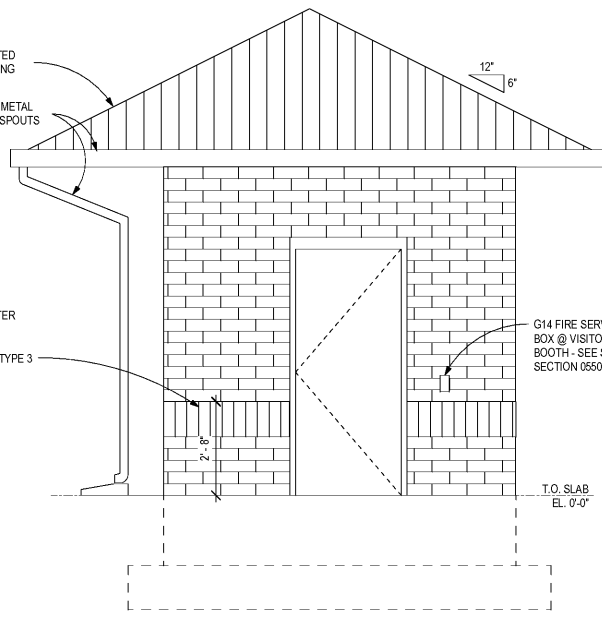 TED
NG
METAL
SPOUTS
12"
6"
TER
TYPE 3
2' - 8"
G14 FIRE SER
BOX @ VISITO
BOOTH - SEE S
SECTION 0550
T.O. SLAB
EL. 0'-0"